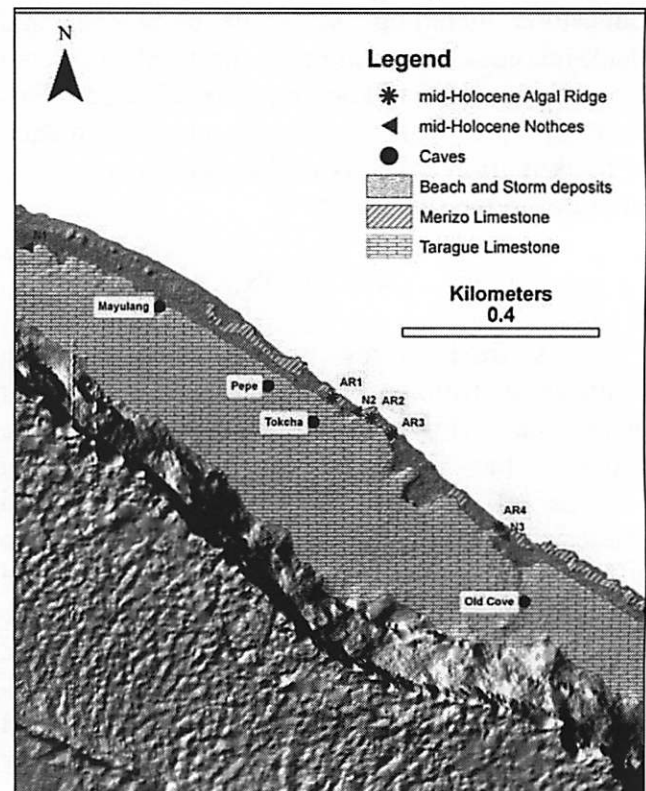 N
Legend
mid-Holocene Algal Ridge
mid-Holocene Nothces
Caves
Beach and Storm deposits
Merizo Limestone
Tarague Limestone
Kilometers
0.4
N1
Mayulang
Pepe
AR1
N2 AR2
Tokcha
AR3
AR4
N3
Old Cove